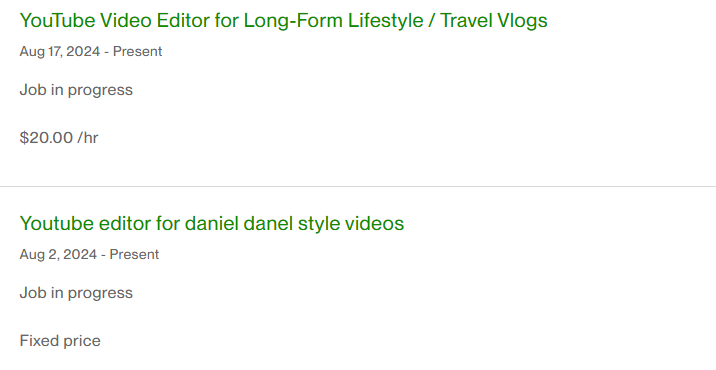 YouTube Video Editor for Long-Form Lifestyle / Travel Vlogs
Aug 17, 2024 - Present
Job in progress
$20.00 /hr
Youtube editor for daniel danel style videos
Aug 2, 2024 - Present
Job in progress
Fixed price